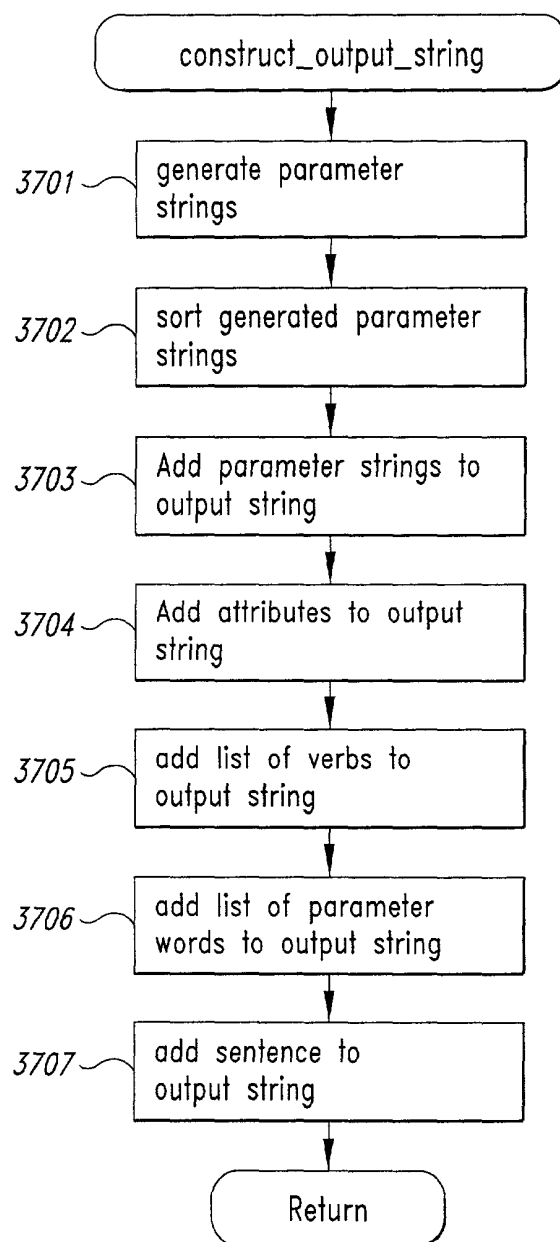 construct_output_string
3701
generate parameter
strings
3702
sort generated parameter
strings
3703
Add parameter strings to
output string
3704
Add attributes to output
string
3705
add list of verbs to
output string
3706
add list of parameter
words to output string
3707
add sentence to
output string
Return